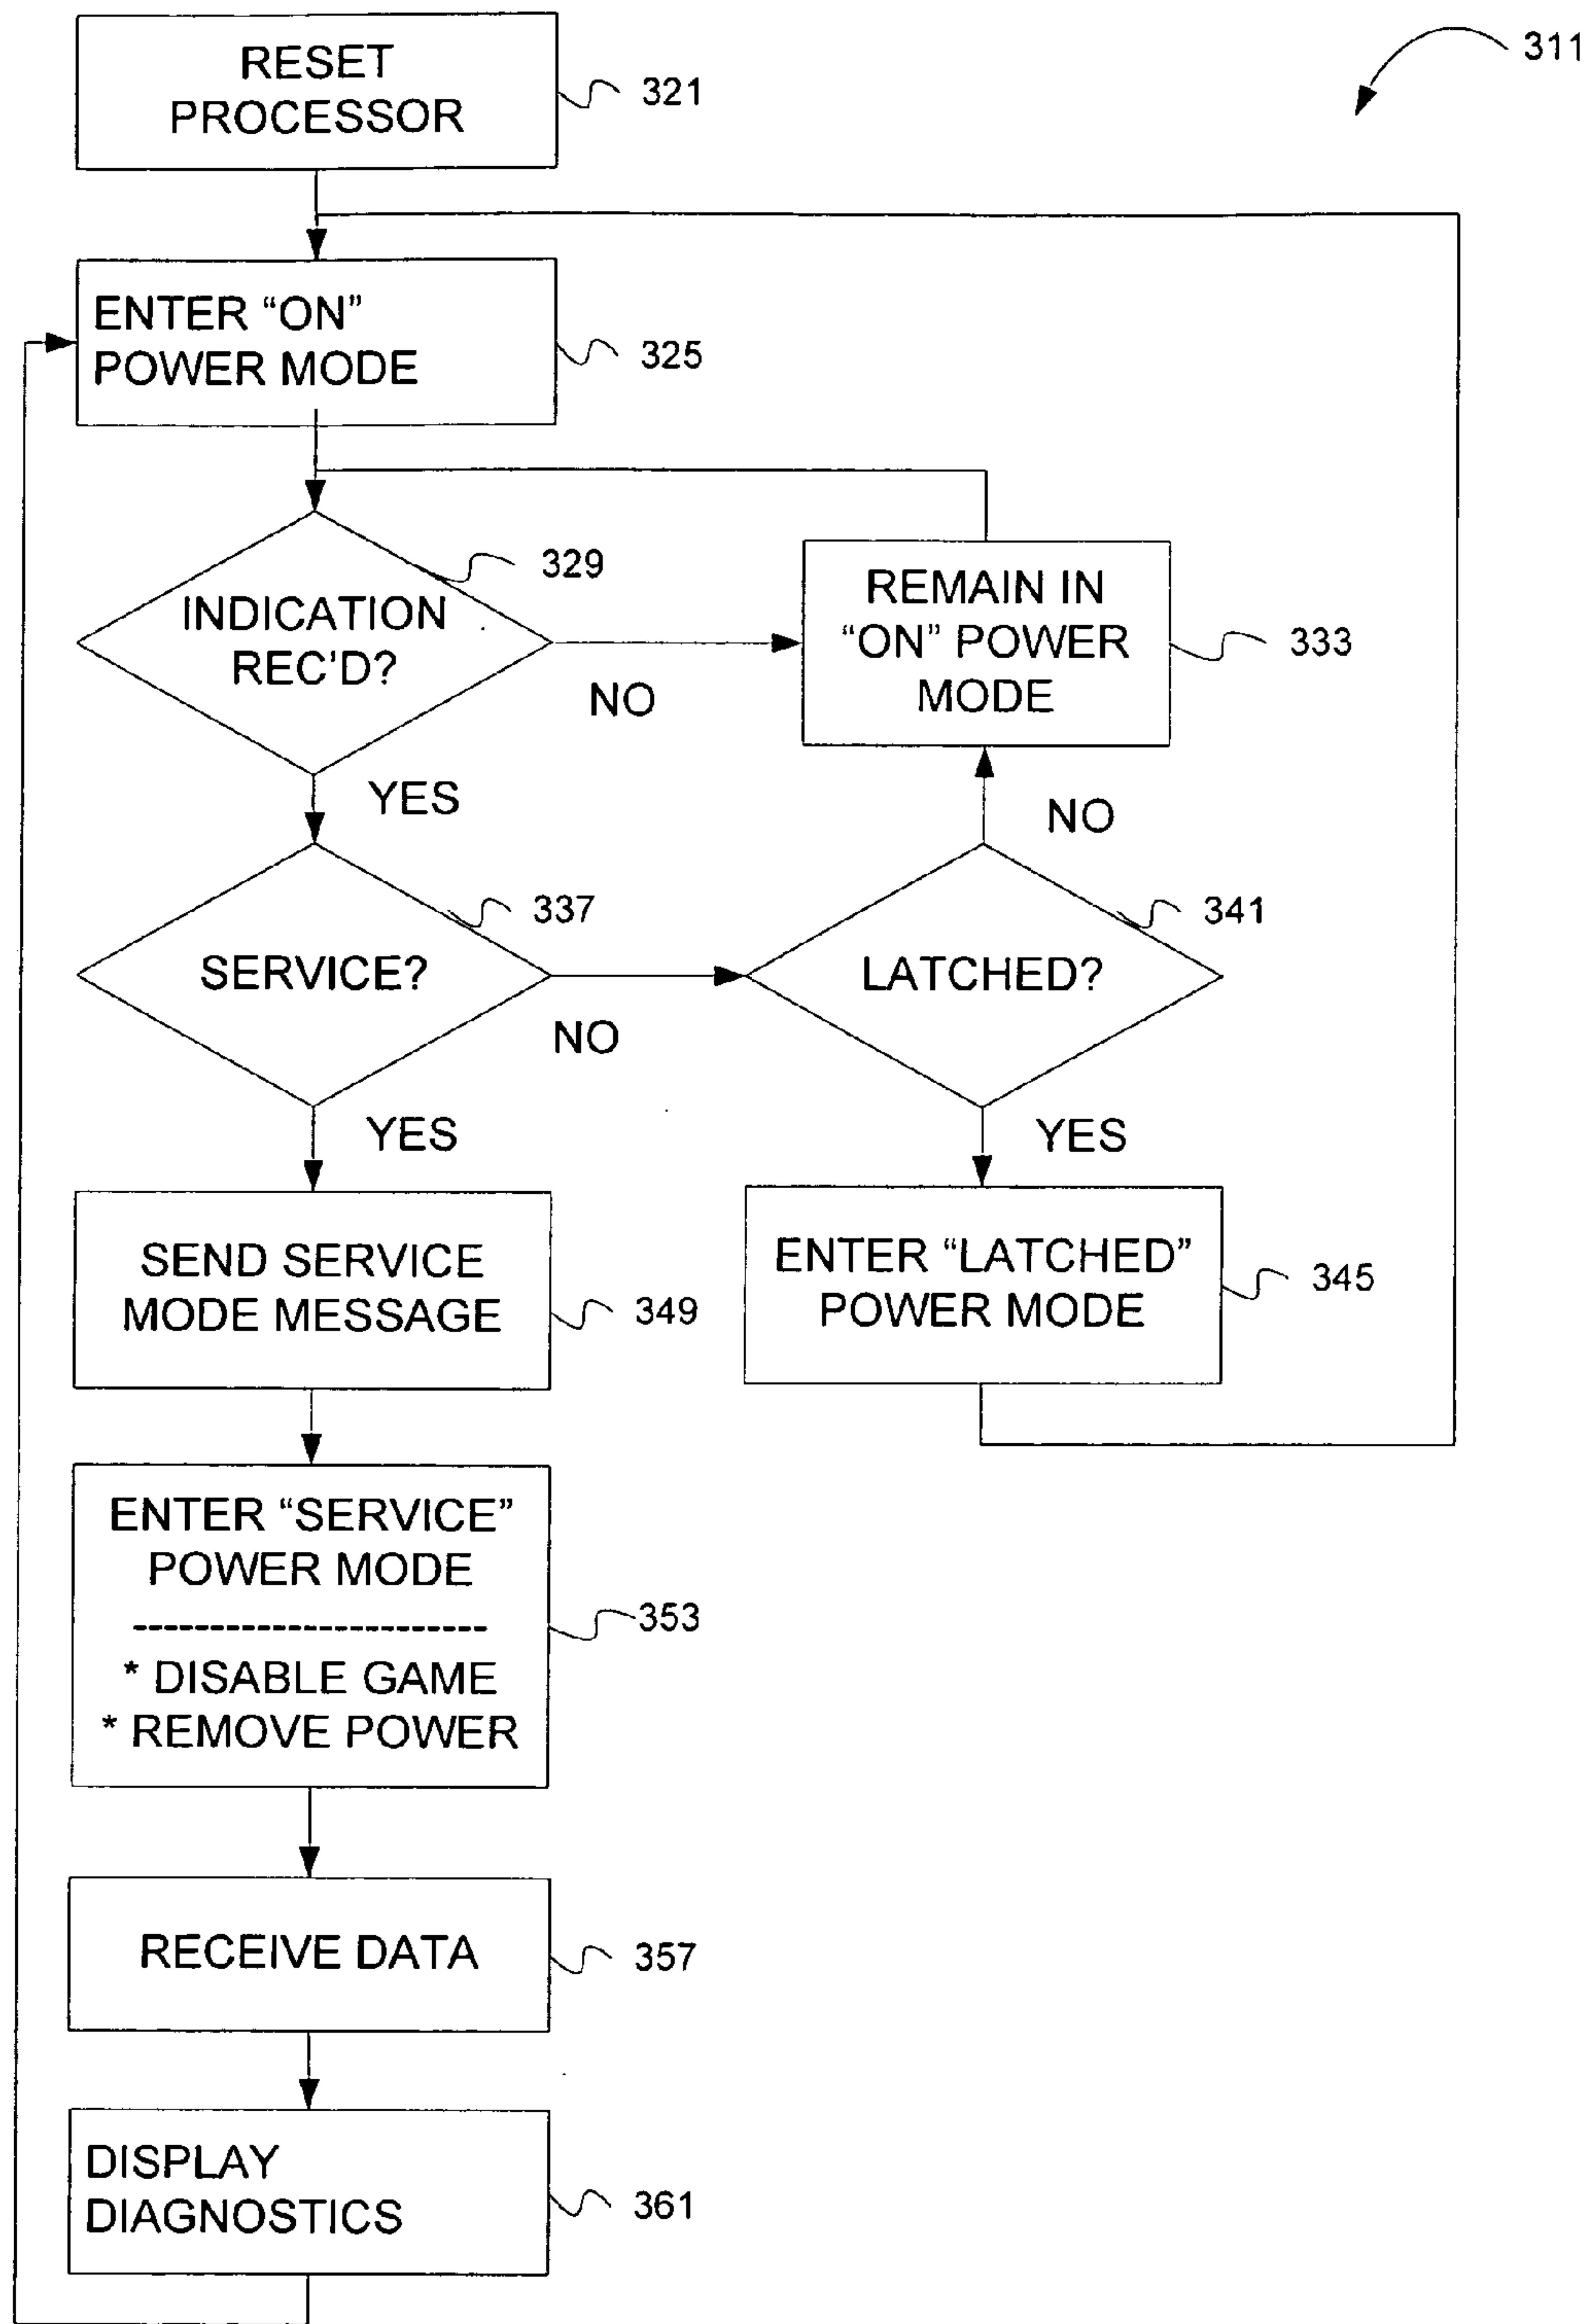 311
RESET
PROCESSOR
321
ENTER “ON”
POWER MODE
325
329
INDICATION
REC’D?
NO
YES
REMAIN IN
“ON” POWER
MODE
333
NO
337
SERVICE?
NO
YES
341
LATCHED?
YES
SEND SERVICE
MODE MESSAGE
349
ENTER “LATCHED”
POWER MODE
345
ENTER “SERVICE”
POWER MODE
-----------------------
353
* DISABLE GAME
* REMOVE POWER
RECEIVE DATA
357
DISPLAY
DIAGNOSTICS
361